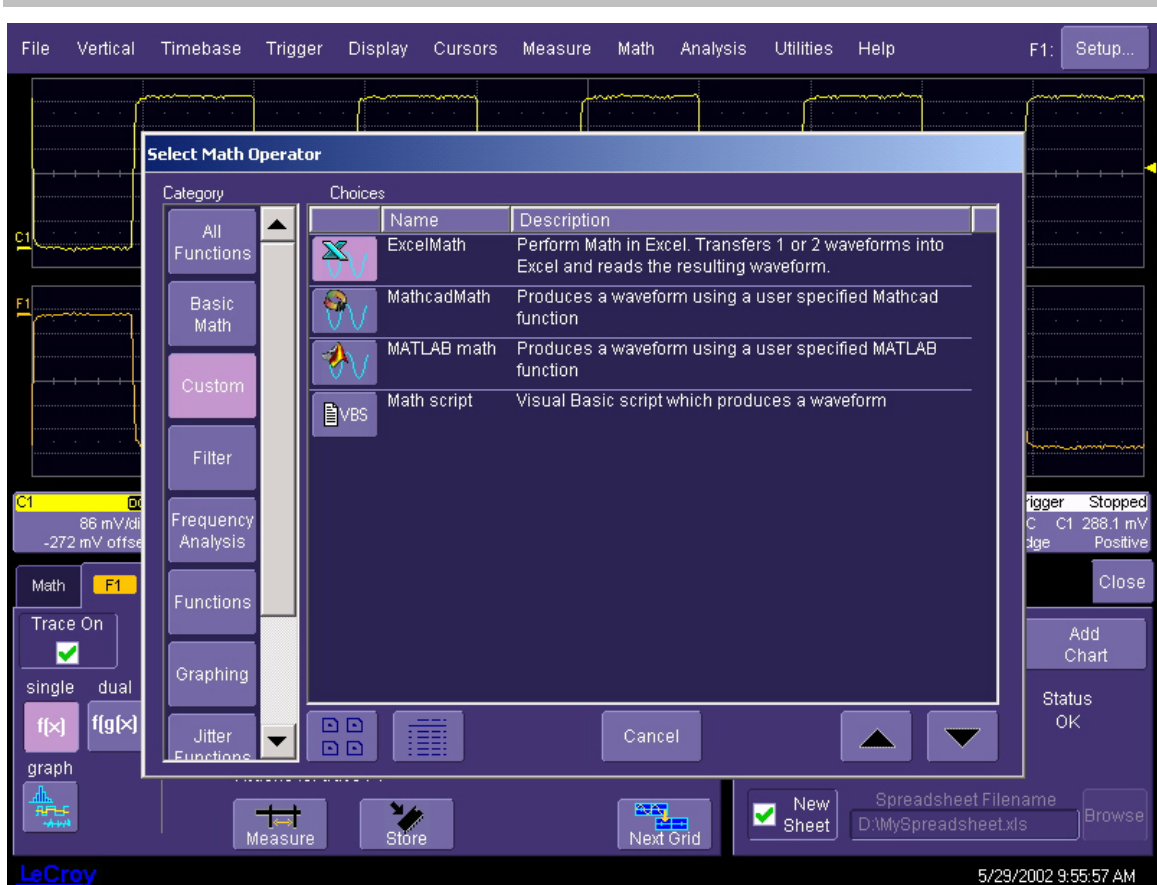 File Vertical Timebase Trigger Display Cursors Measure Math Analysis Utilities Help F1: Setup...
Select Math Operator
Category Choices
Name Description
All
Functions
Basic
Math
Custom
Filter
Frequency
Analysis
Functions
Graphing
Jitter
Functions
ExcelMath Perform Math in Excel. Transfers 1 or 2 waveforms into
Excel and reads the resulting waveform.
MathcadMath Produces a waveform using a user specified Mathcad
function
MATLAB math Produces a waveform using a user specified MATLAB
function
VBS Math script Visual Basic script which produces a waveform
Cancel
C1
F1
C1
86 mV/di
-272 mV offse
rigger Stopped
C C1 288.1 mV
dge Positive
Math F1 Close
Trace On
single dual
f(x) f(g(x)
graph
Measure
Store
Next Grid
Add
Chart
Status
OK
New
Sheet
Spreadsheet Filename
D:\MySpreadsheet.xls
Browse
LeCroy 5/29/2002 9:55:57 AM